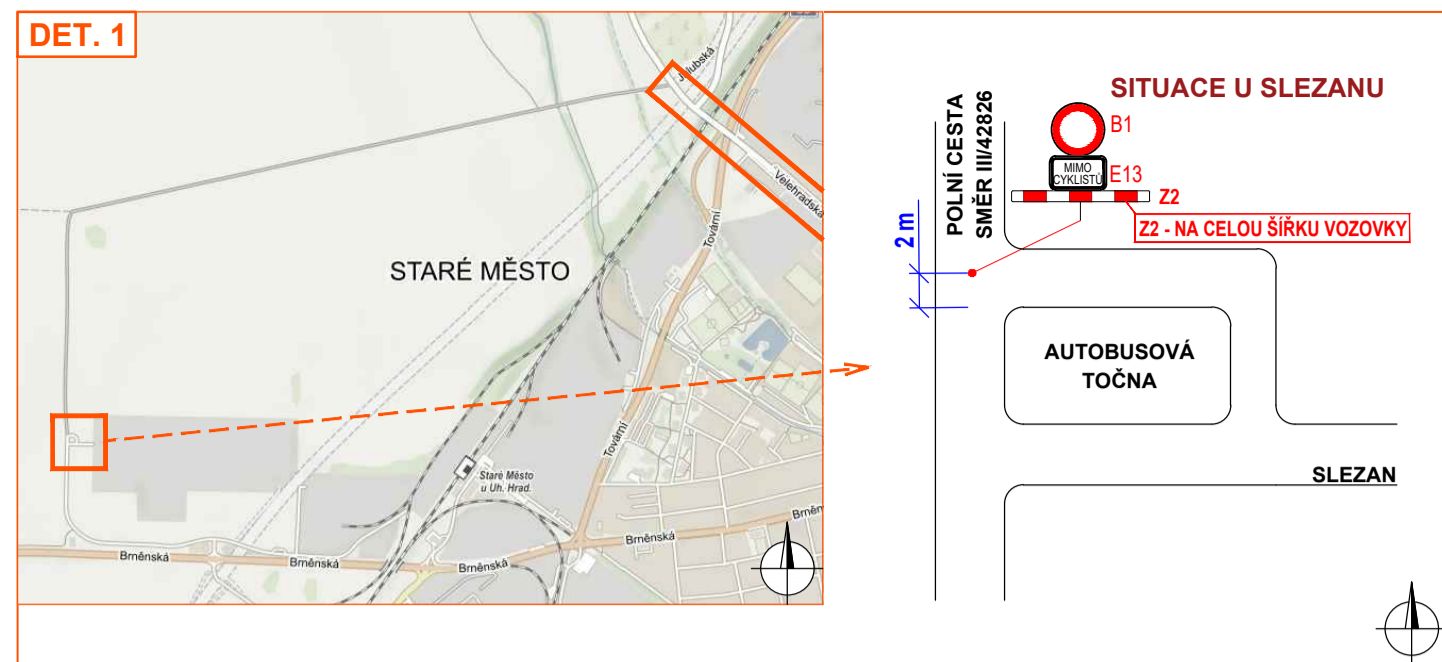 DET. 1
Jalubská
Velehradská
Tovární
STARÉ MĚSTO
Tovární
Staré Město
u Uh. Hrad.
Brněnská
Brněnská
Brněnská
Brněnská
SITUACE U SLEZANU
POLNÍ CESTA
SMĚR III/42826
B1
MIMO
CYKLISTŮ
E13
Z2
Z2 - NA CELOU ŠÍŘKU VOZOVKY
2 m
AUTOBUSOVÁ
TOČNA
SLEZAN